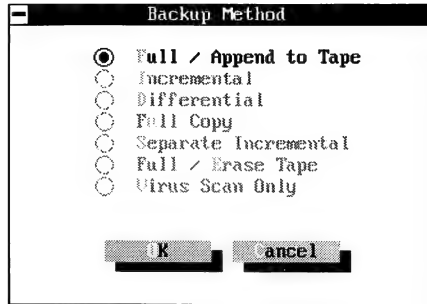 Backup Method
Full / Append to Tape
Incremental
Differential
Full Copy
Separate Incremental
Full / Erase Tape
Virus Scan Only
OK Cancel